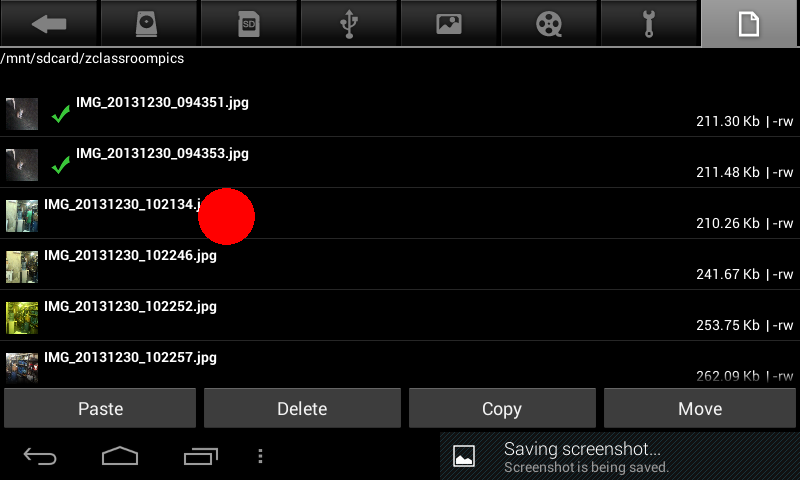 SD
/mnt/sdcard/zclassroompics
IMG_20131230_094351.jpg
211.30 Kb | -rw
IMG_20131230_094353.jpg
211.48 Kb | -rw
IMG_20131230_102134.j
210.26 Kb | -rw
IMG_20131230_102246.jpg
241.67 Kb | -rw
IMG_20131230_102252.jpg
253.75 Kb | -rw
IMG_20131230_102257.jpg
262.09 Kb | -rw
Paste
Delete
Copy
Move
Saving screenshot...
Screenshot is being saved.